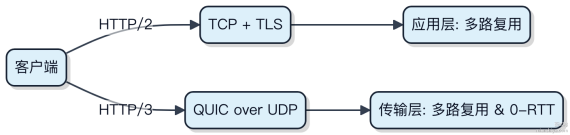 HTTP/2
TCP + TLS
应用层: 多路复用
客户端
HTTP/3
QUIC over UDP
传输层: 多路复用 & 0-RTT